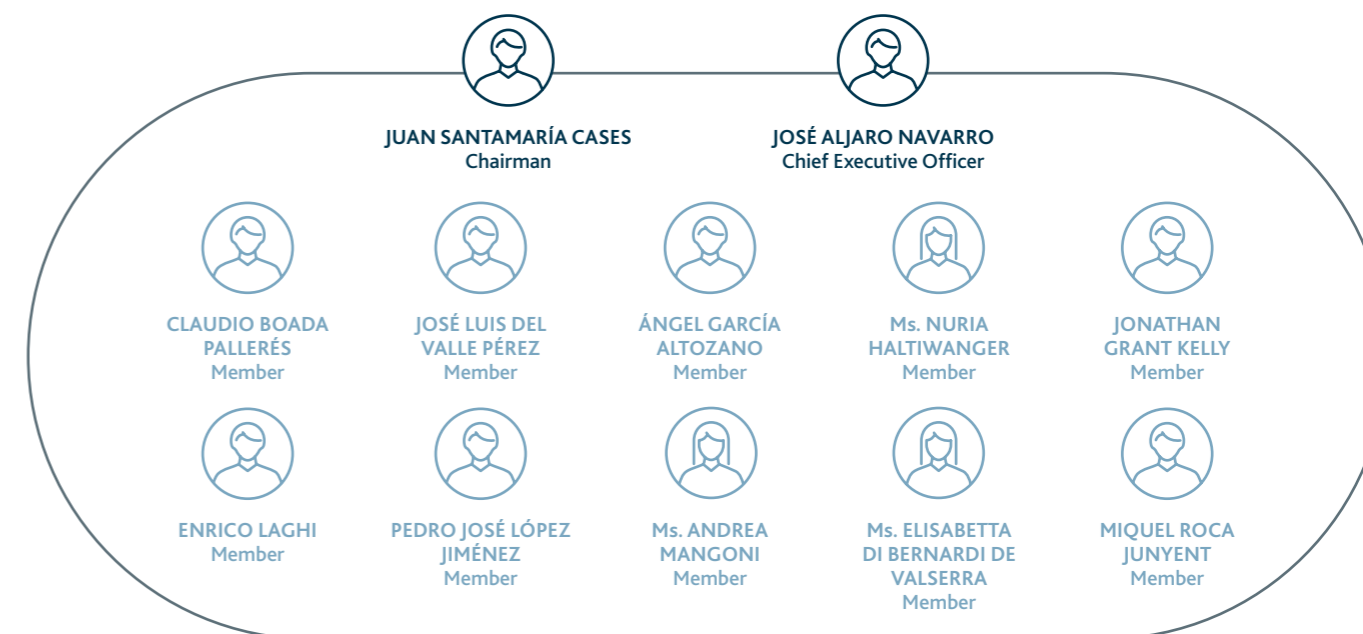 JUAN SANTAMARÍA CASES
Chairman
JOSÉ ALJARO NAVARRO
Chief Executive Officer
CLAUDIO BOADA
PALLERÉS
Member
JOSÉ LUIS DEL
VALLE PÉREZ
Member
ÁNGEL GARCÍA
ALTOZANO
Member
Ms. NURIA
HALTIWANGER
Member
JONATHAN
GRANT KELLY
Member
ENRICO LAGHI
Member
PEDRO JOSÉ LÓPEZ
JIMÉNEZ
Member
Ms. ANDREA
MANGONI
Member
Ms. ELISABETTA
DI BERNARDI DE
VALSERRA
Member
MIQUEL ROCA
JUNYENT
Member